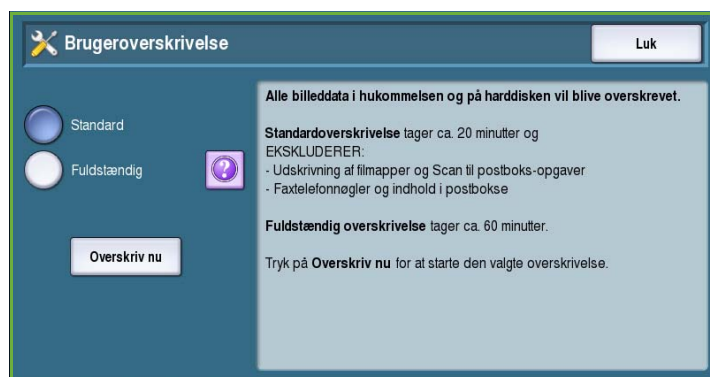 Brugeroverskrivelse
Luk
Standard
Fuldstændig
Overskriv nu
Alle billeddata i hukommelsen og på harddisken vil blive overskrevet.
Standardoverskrivelse tager ca. 20 minutter og
EKSKLUDERER:
- Udskrivning af filmapper og Scan til postboks-opgaver
- Faxtelefonnøgler og indhold i postbokse
Fuldstændig overskrivelse tager ca. 60 minutter.
Tryk på Overskriv nu for at starte den valgte overskrivelse.